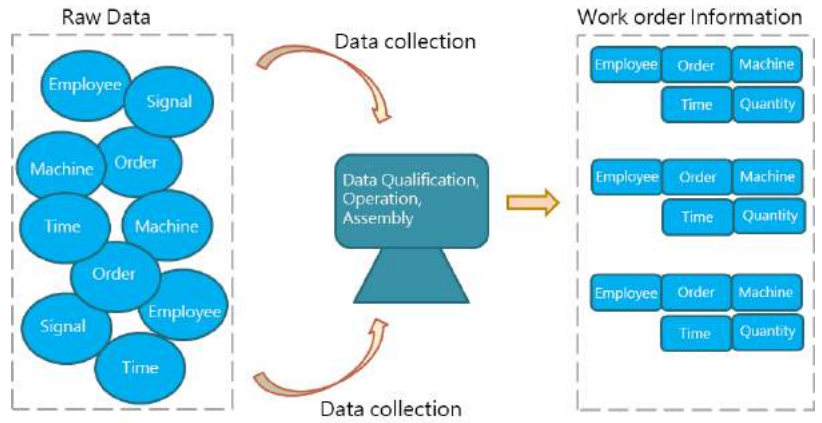 Raw Data
Employee
Signal
Machine
Order
Time
Machine
Order
Employee
Signal
Time
Data collection
Data Qualification,
Operation,
Assembly
Data collection
Work order Information
Employee Order Machine
Time Quantity
Employee Order Machine
Time Quantity
Employee Order Machine
Time Quantity